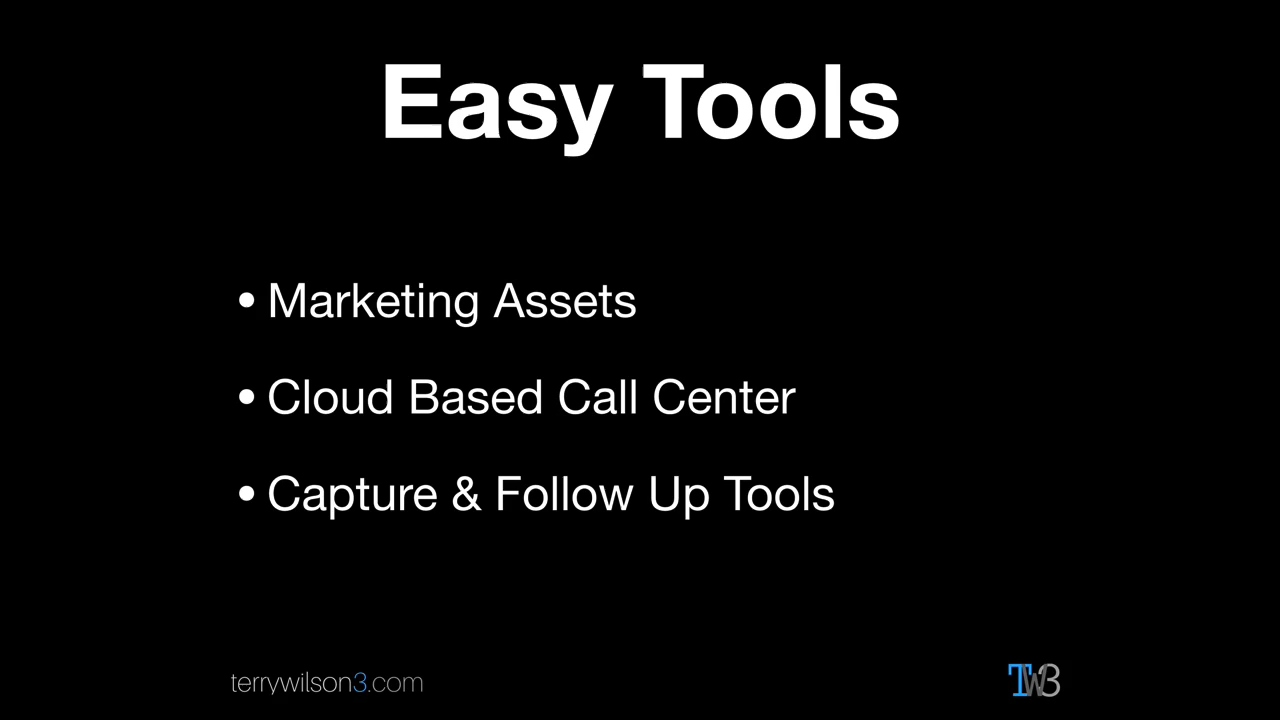 Easy Tools
• Marketing Assets
• Cloud Based Call Center
• Capture & Follow Up Tools
terrywilson3.com
TW3